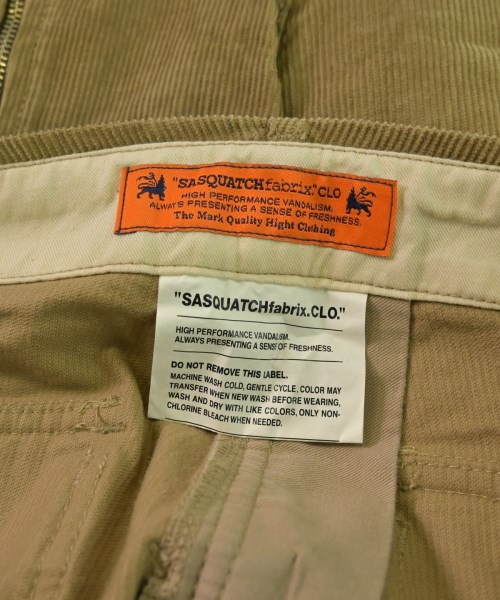 "SASQUATCHfabrix."CLO
HIGH PERFORMANCE VANDALISM.
ALWAYS PRESENTING A SENSE OF FRESHNESS.
The Mark Quality Hight Clothing
"SASQUATCHfabrix.CLO."
HIGH PERFORMANCE VANDALISM.
ALWAYS PRESENTING A SENSE OF FRESHNESS.
DO NOT REMOVE THIS LABEL.
MACHINE WASH COLD, GENTLE CYCLE, COLOR MAY
TRANSFER WHEN NEW WASH BEFORE WEARING,
WASH AND DRY WITH LIKE COLORS, ONLY NON-
CHLORINE BLEACH WHEN NEEDED.